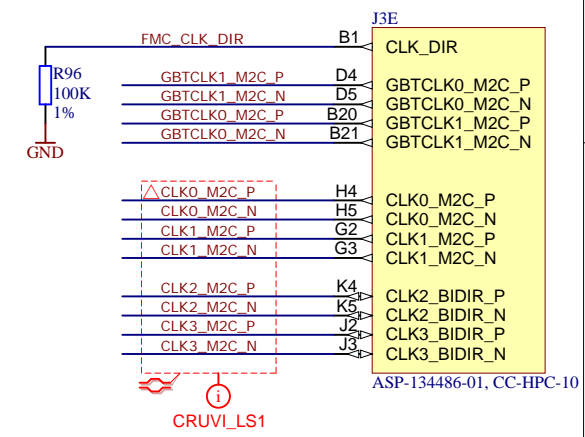 J3E
FMC_CLK_DIR B1 CLK_DIR
R96
100K
1%
GND
GBTCLK1_M2C_P D4 GBTCLK0_M2C_P
GBTCLK1_M2C_N D5 GBTCLK0_M2C_N
GBTCLK0_M2C_P B20 GBTCLK1_M2C_P
GBTCLK0_M2C_N B21 GBTCLK1_M2C_N
CLK0_M2C_P H4 CLK0_M2C_P
CLK0_M2C_N H5 CLK0_M2C_N
CLK1_M2C_P G2 CLK1_M2C_P
CLK1_M2C_N G3 CLK1_M2C_N
CLK2_M2C_P K4 CLK2_BIDIR_P
CLK2_M2C_N K5 CLK2_BIDIR_N
CLK3_M2C_P J2 CLK3_BIDIR_P
CLK3_M2C_N J3 CLK3_BIDIR_N
ASP-134486-01, CC-HPC-10
i
CRUVI_LS1